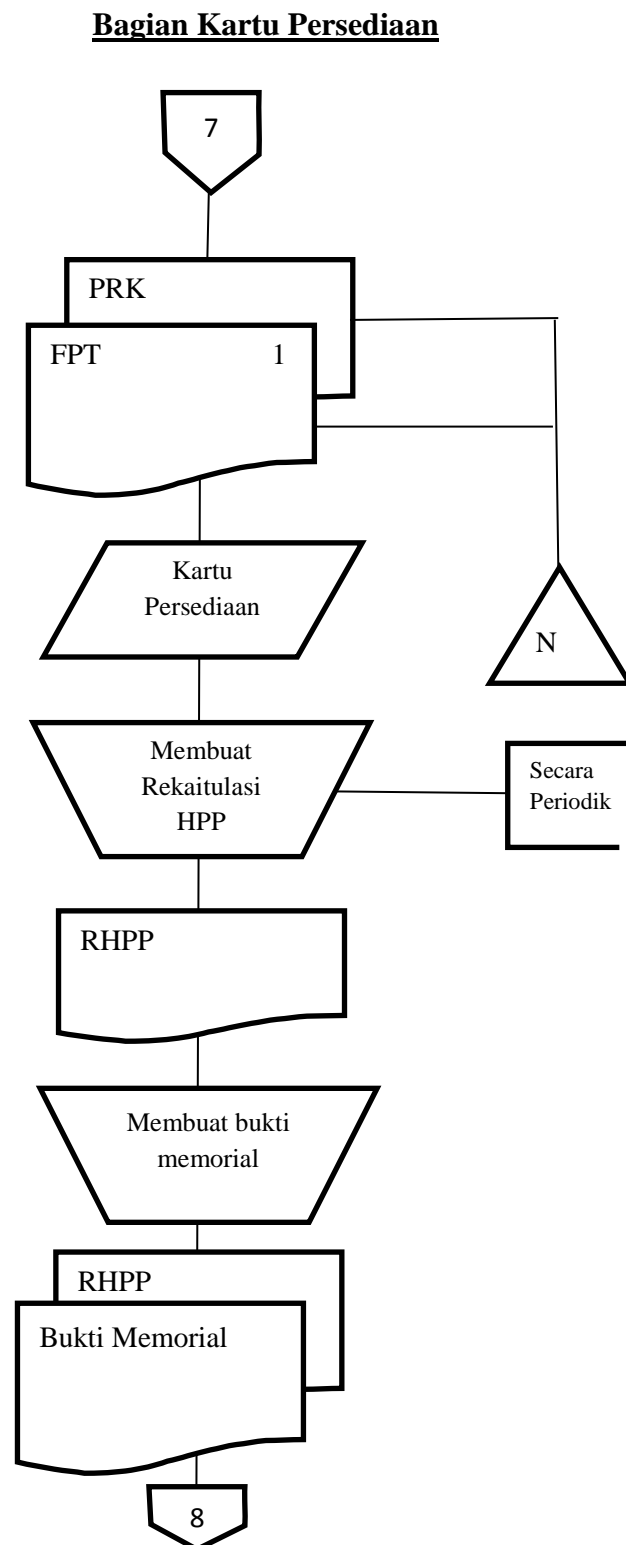 Bagian Kartu Persediaan
7
PRK
FPT 1
Kartu
Persediaan
N
Membuat
Rekaitulasi
HPP
Secara
Periodik
RHPP
Membuat bukti
memorial
RHPP
Bukti Memorial
8